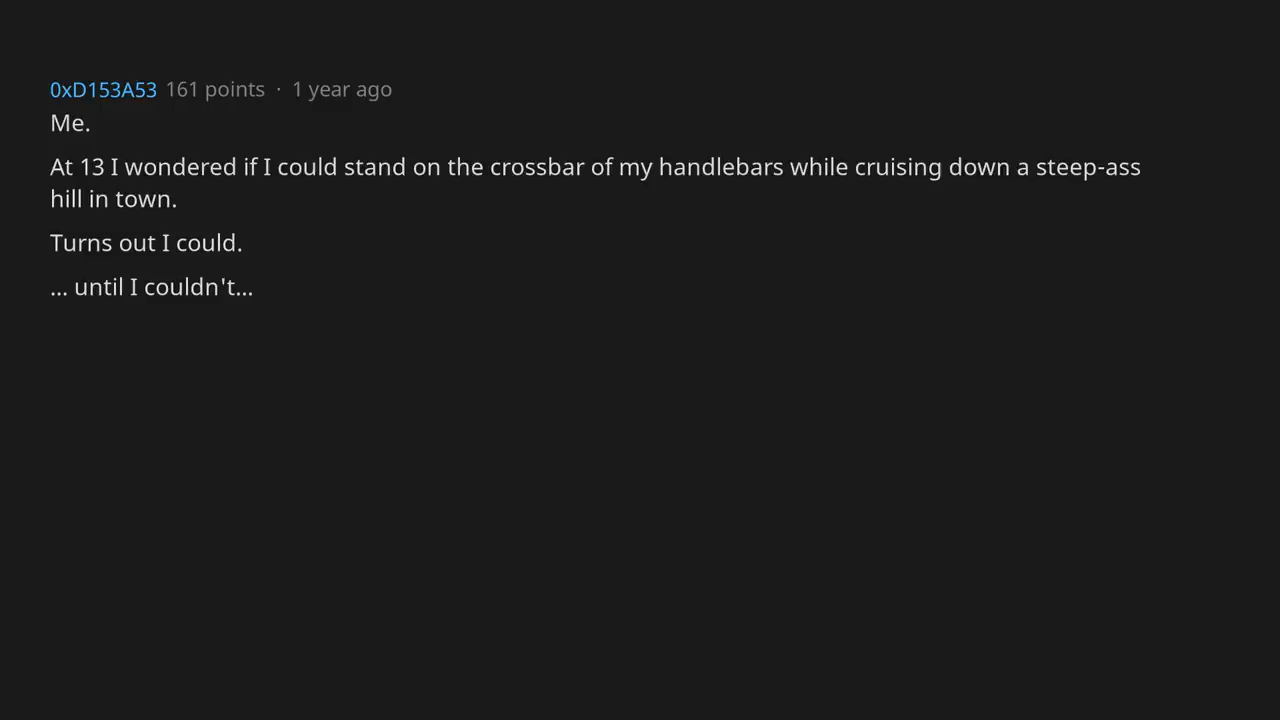 0xD153A53 161 points · 1 year ago
Me.
At 13 I wondered if I could stand on the crossbar of my handlebars while cruising down a steep-ass
hill in town.
Turns out I could.
... until I couldn't...